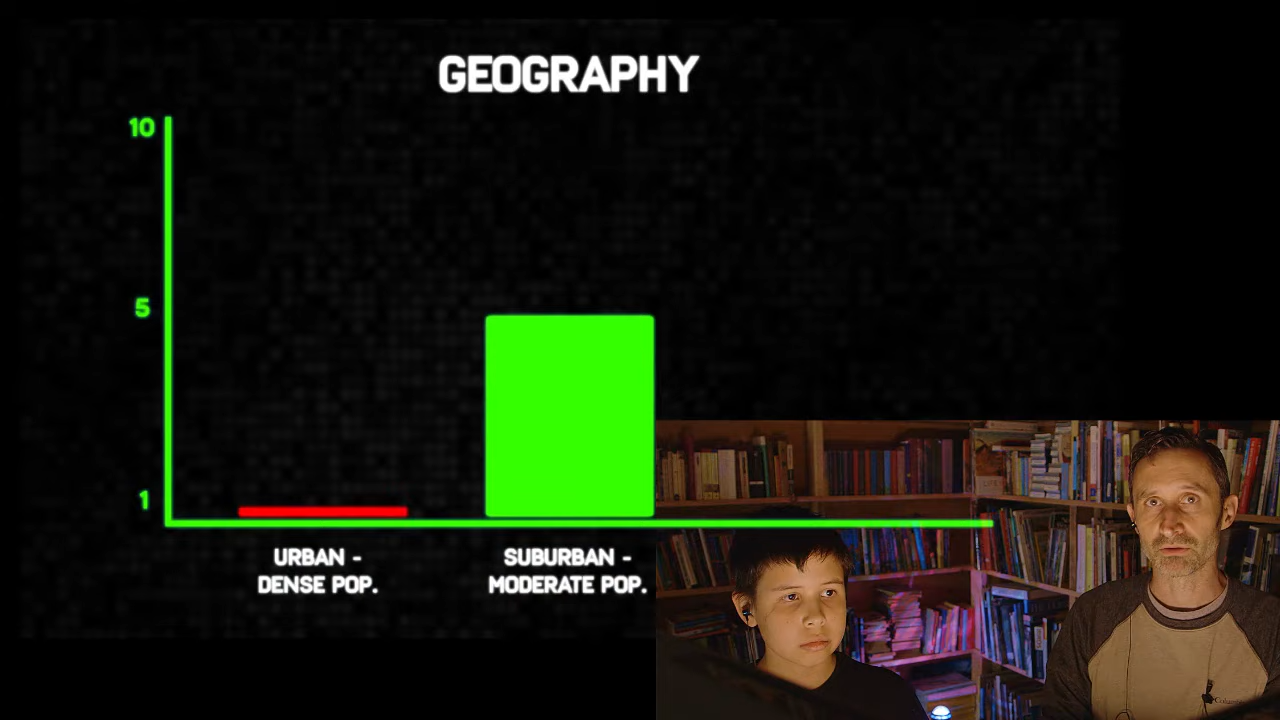 GEOGRAPHY
10
5
1
URBAN -
DENSE POP.
SUBURBAN -
MODERATE POP.